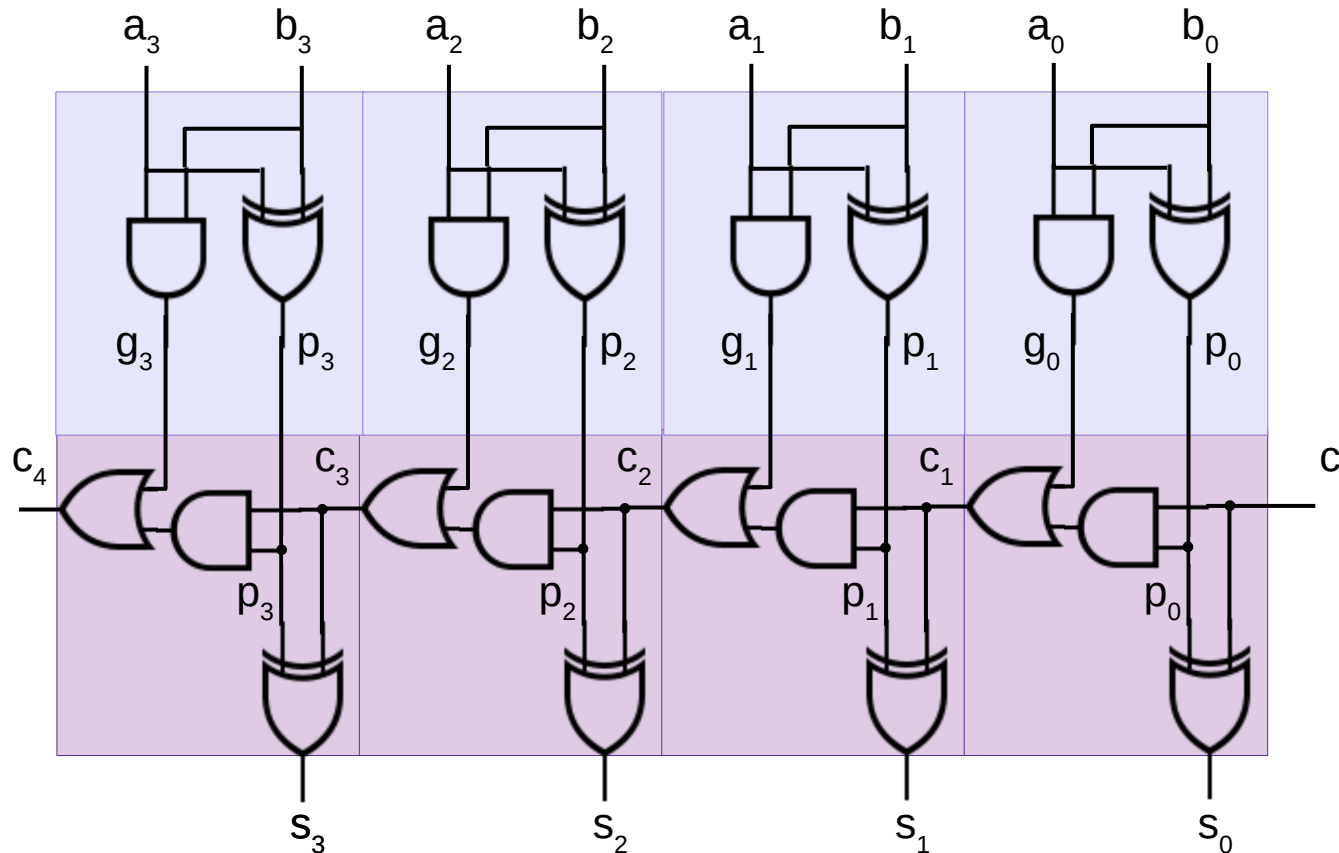 a₃ b₃ a₂ b₂ a₁ b₁ a₀ b₀
g₃ p₃ g₂ p₂ g₁ p₁ g₀ p₀
c₄ c₃ c₂ c₁ c
p₃ p₂ p₁ p₀
s₃ s₂ s₁ s₀